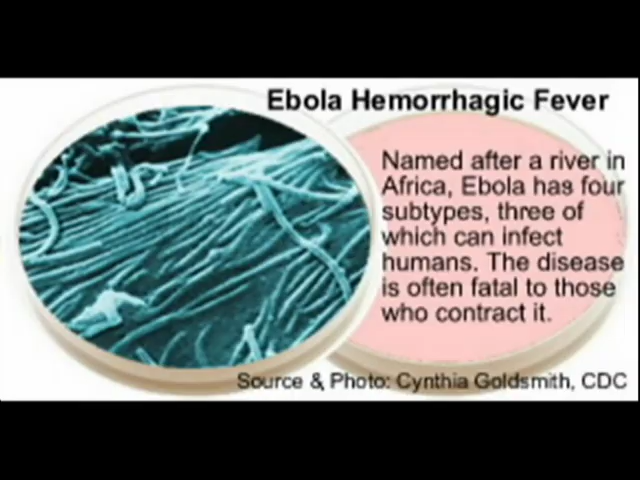 Ebola Hemorrhagic Fever
Named after a river in
Africa, Ebola has four
subtypes, three of
which can infect
humans. The disease
is often fatal to those
who contract it.
Source & Photo: Cynthia Goldsmith, CDC